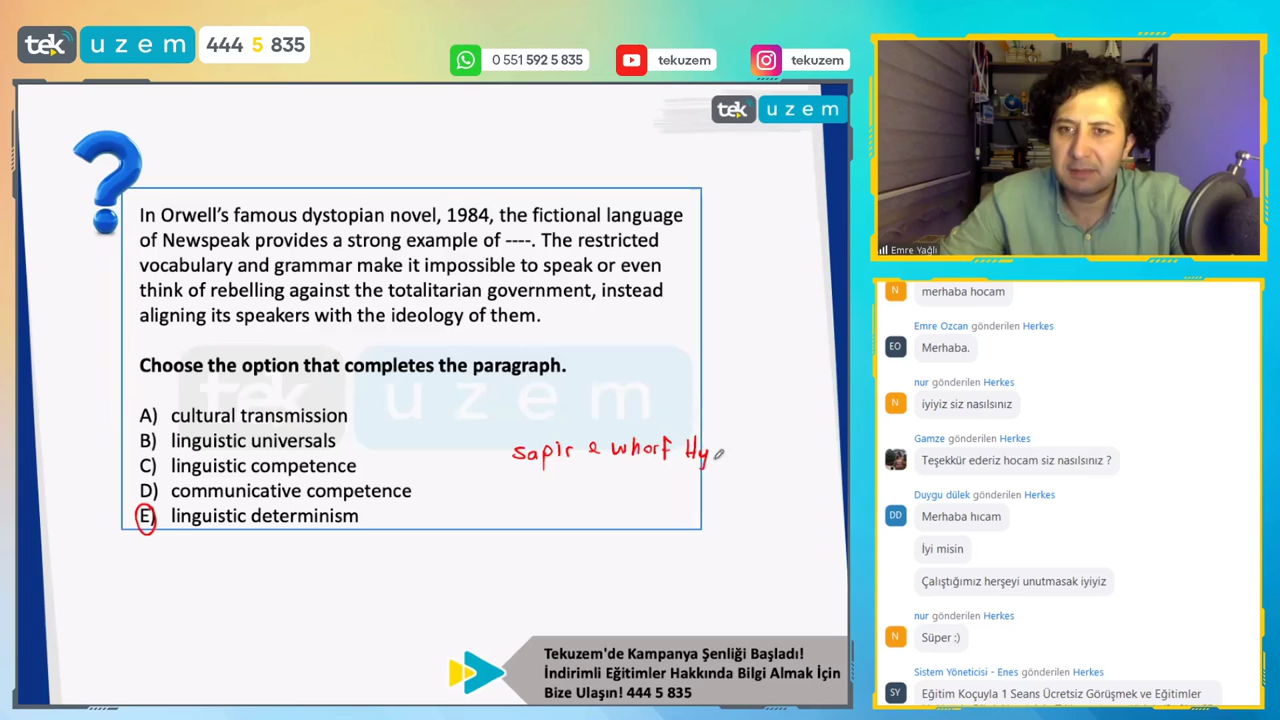 tek uzem 444 5 835
0 551 592 5 835
tekuzem
tekuzem
tek uzem
In Orwell's famous dystopian novel, 1984, the fictional language
of Newspeak provides a strong example of ----. The restricted
vocabulary and grammar make it impossible to speak or even
think of rebelling against the totalitarian government, instead
aligning its speakers with the ideology of them.
Choose the option that completes the paragraph.
tek uzem
A) cultural transmission
B) linguistic universals
C) linguistic competence
D) communicative competence
E) linguistic determinism
sapir & whorf Hy
Tekuzem'de Kampanya Şenliği Başladı!
İndirimli Eğitimler Hakkında Bilgi Almak İçin
Bize Ulaşın! 444 5 835
Emre Yağlı
N
merhaba hocam
Emre Ozcan gönderilen Herkes
EO
Merhaba.
nur gönderilen Herkes
N
iyiyiz siz nasılsınız
Gamze gönderilen Herkes
Teşekkür ederiz hocam siz nasılsınız ?
Duygu dülek gönderilen Herkes
DD
Merhaba hıcam
İyi misin
Çalıştığımız herşeyi unutmasak iyiyiz
nur gönderilen Herkes
N
Süper :)
Sistem Yöneticisi - Enes gönderilen Herkes
SY
Eğitim Koçuyla 1 Seans Ücretsiz Görüşmek ve Eğitimler